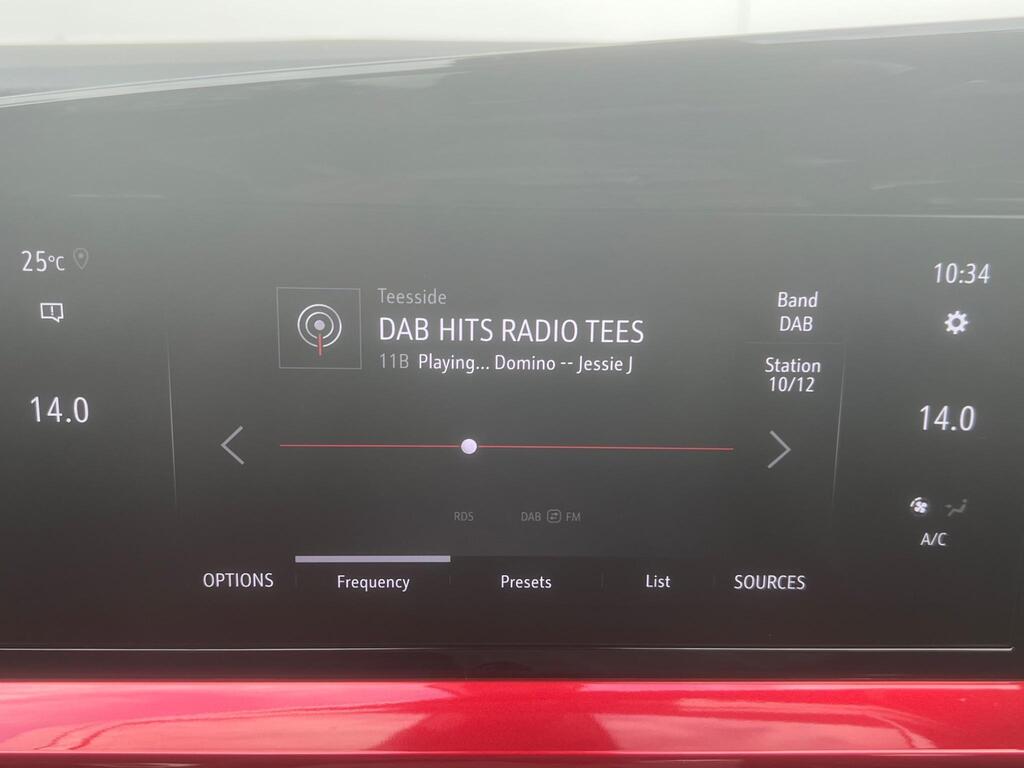 25°C
14.0
Teesside
DAB HITS RADIO TEES
11B Playing... Domino -- Jessie J
Band
DAB
Station
10/12
10:34
14.0
A/C
RDS
DAB FM
OPTIONS
Frequency
Presets
List
SOURCES